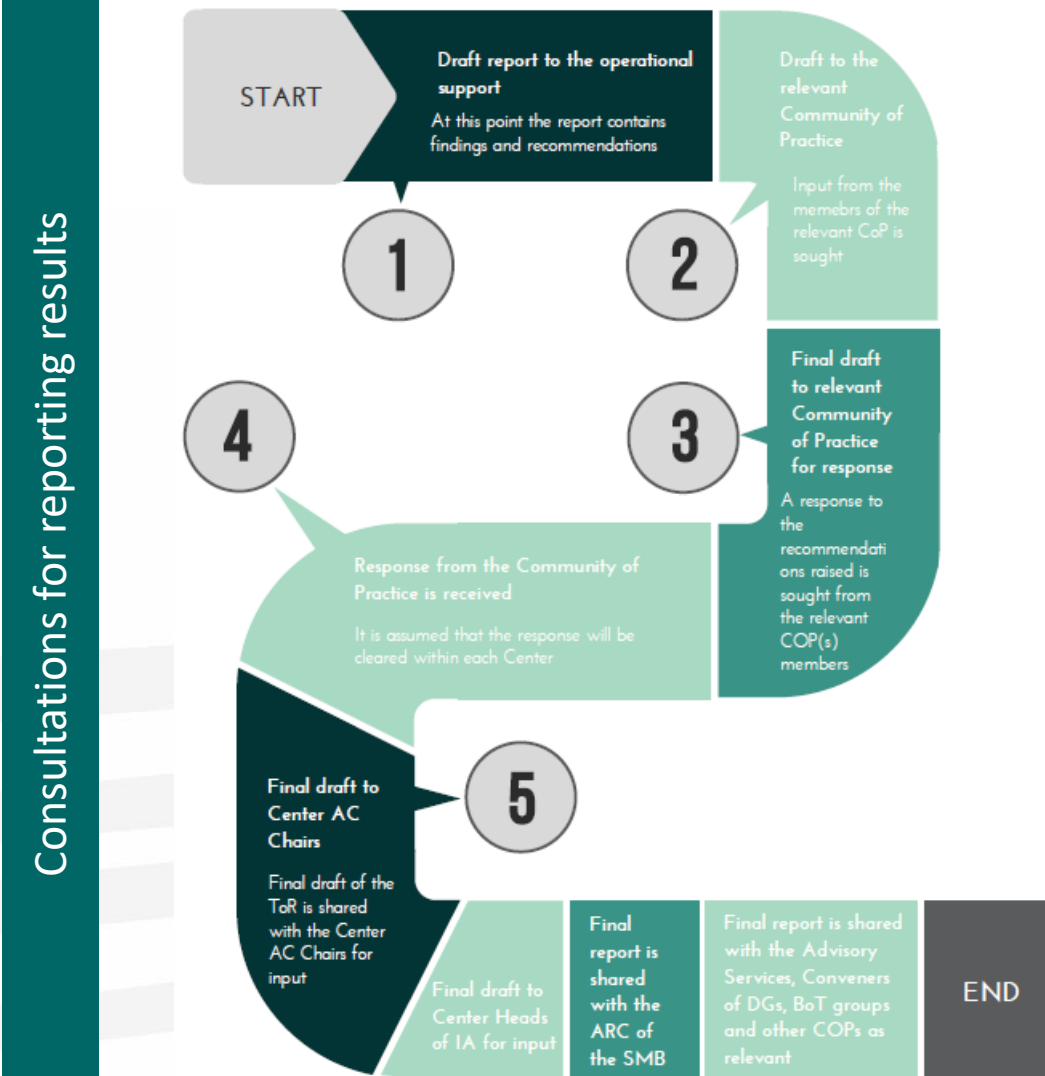 Consultations for reporting results
START
Draft report to the operational
support
At this point the report contains
findings and recommendations
Draft to the
relevant
Community of
Practice
Input from the
memebrs of the
relevant CoP is
sought
1
2
Final draft
to relevant
Community
of Practice
for response
A response to
the
recommendati
ons raised is
sought from
the relevant
COP(s)
members
3
4
Response from the Community of
Practice is received
It is assumed that the response will be
cleared within each Center
5
Final draft to
Center AC
Chairs
Final draft of the
ToR is shared
with the Center
AC Chairs for
input
Final draft to
Center Heads
of IA for input
Final
report is
shared
with the
ARC of
the SMB
Final report is shared
with the Advisory
Services, Conveners
of DGs, BoT groups
and other COPs as
relevant
END